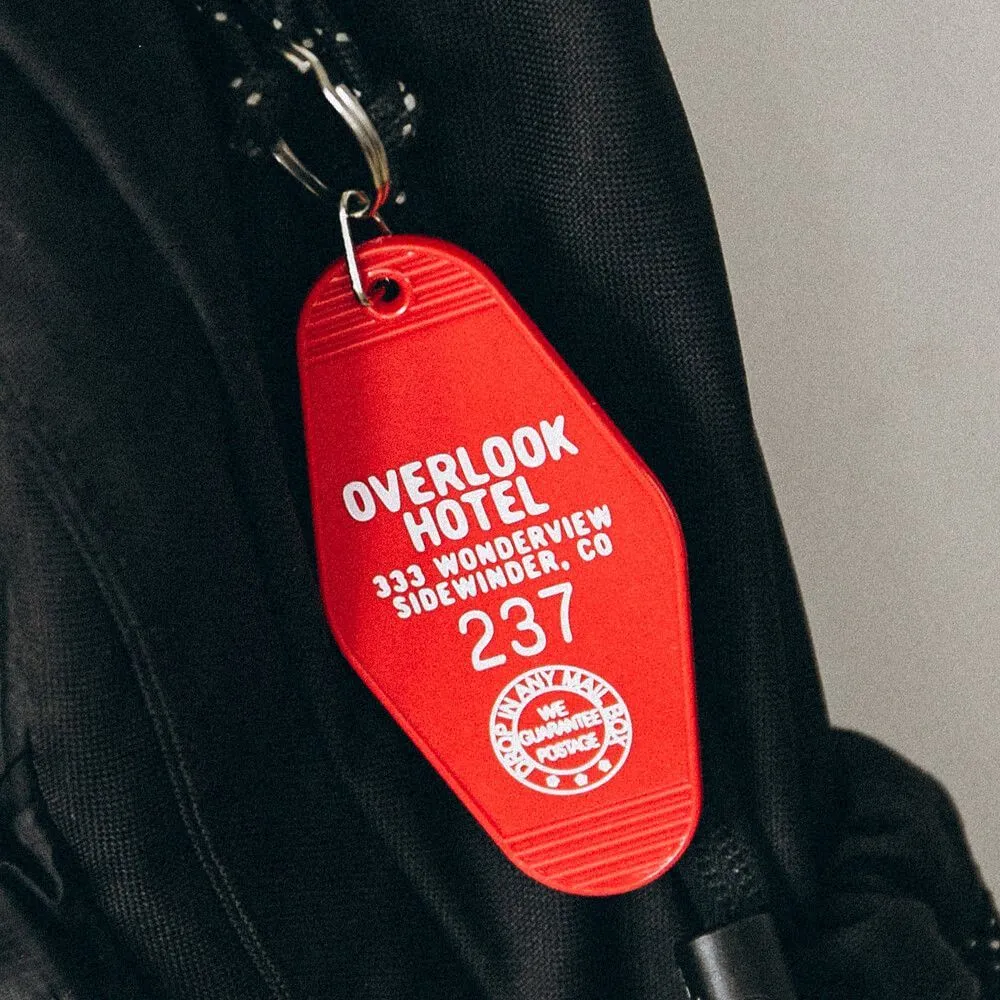 OVERLOOK
HOTEL
333 WONDERVIEW
SIDEWINDER, CO
237
DROP IN ANY MAIL BOX
WE
GUARANTEE
POSTAGE